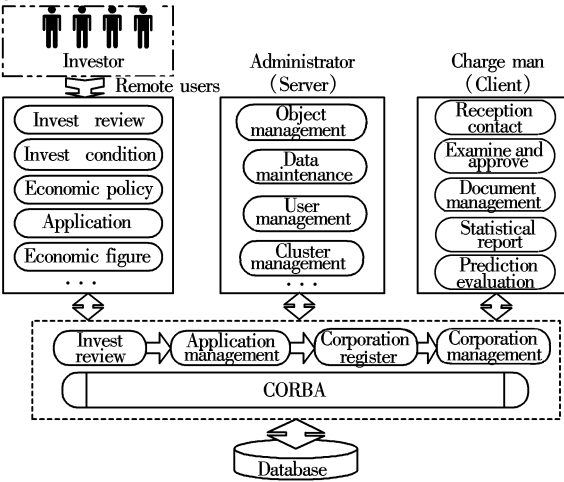 Investor
Remote users
Invest review
Invest condition
Economic policy
Application
Economic figure
···
Administrator
(Server)
Object
management
Data
maintenance
User
management
Cluster
management
···
Charge man
(Client)
Reception
contact
Examine and
approve
Document
management
Statistical
report
Prediction
evaluation
Invest
review
Application
management
Corporation
register
Corporation
management
CORBA
Database